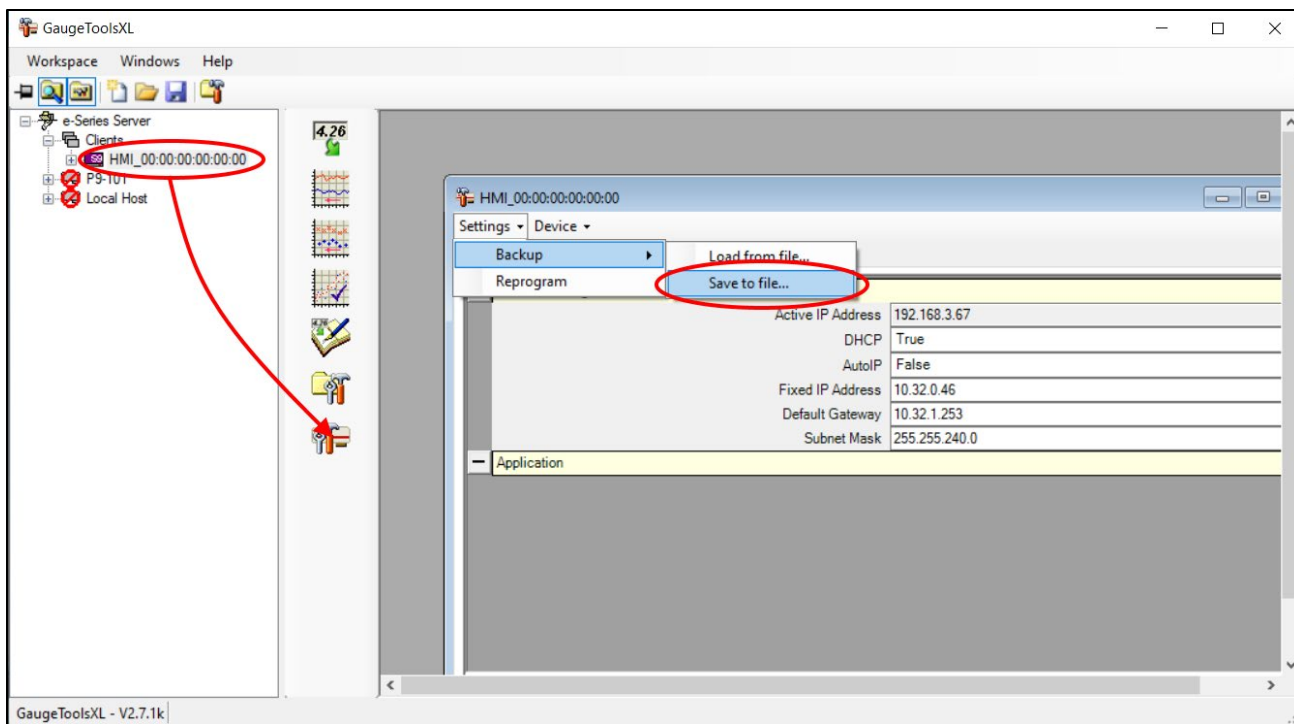 GaugeToolsXL
Workspace Windows Help
e-Series Server
Clients
S9 HMI_00:00:00:00:00:00
P9-101
Local Host
4.26
HMI_00:00:00:00:00:00
Settings Device
Backup
Reprogram
Load from file...
Save to file...
Active IP Address 192.168.3.67
DHCP True
AutoIP False
Fixed IP Address 10.32.0.46
Default Gateway 10.32.1.253
Subnet Mask 255.255.240.0
Application
GaugeToolsXL - V2.7.1k